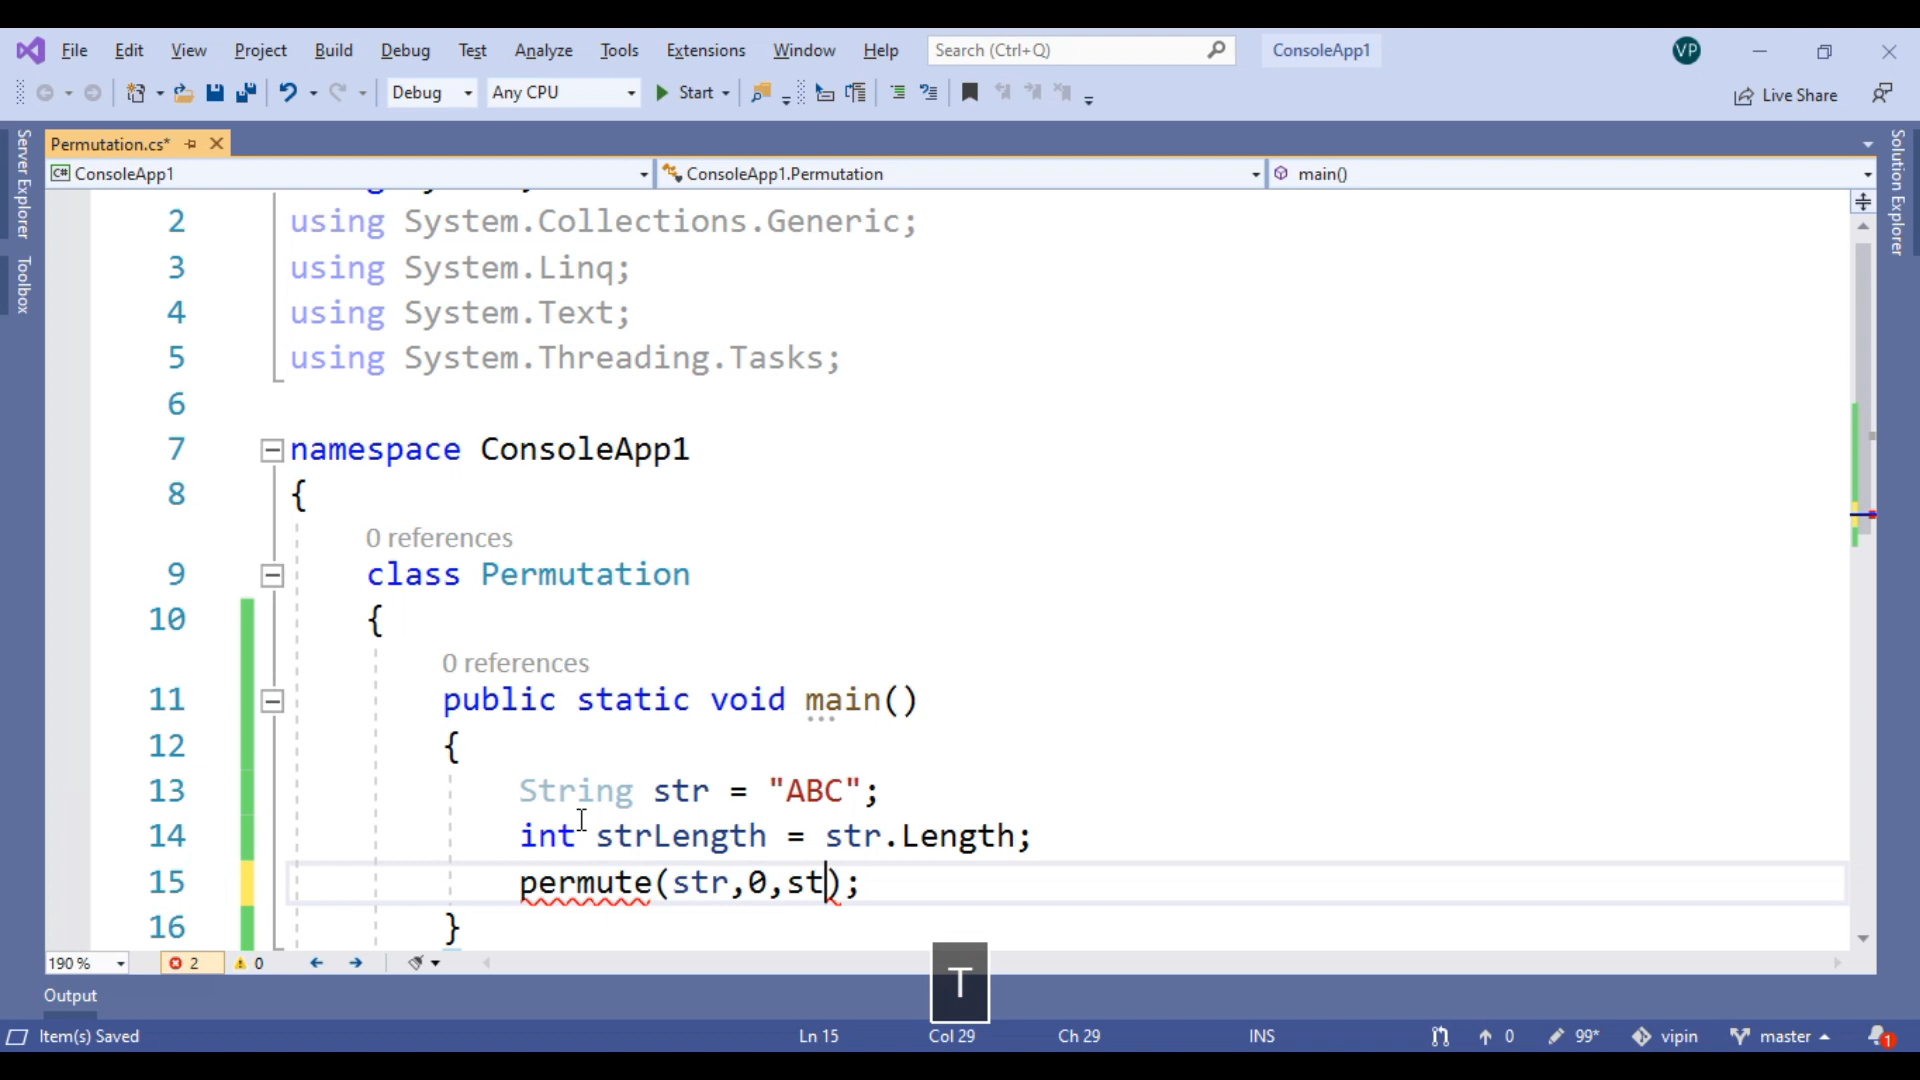 File Edit View Project Build Debug Test Analyze Tools Extensions Window Help Search (Ctrl+Q) ConsoleApp1 VP
Debug Any CPU Start Live Share
Server Explorer
Toolbox
Solution Explorer
Permutation.cs*
C# ConsoleApp1 ConsoleApp1.Permutation main()
2 using System.Collections.Generic;
3 using System.Linq;
4 using System.Text;
5 using System.Threading.Tasks;
6
7 namespace ConsoleApp1
8 {
0 references
9 class Permutation
10 {
0 references
11 public static void main()
12 {
13 String str = "ABC";
14 int strLength = str.Length;
15 permute(str,0,st);
16 }
190 % 2 0
T
Output
Item(s) Saved Ln 15 Col 29 Ch 29 INS 0 99* vipin master 1